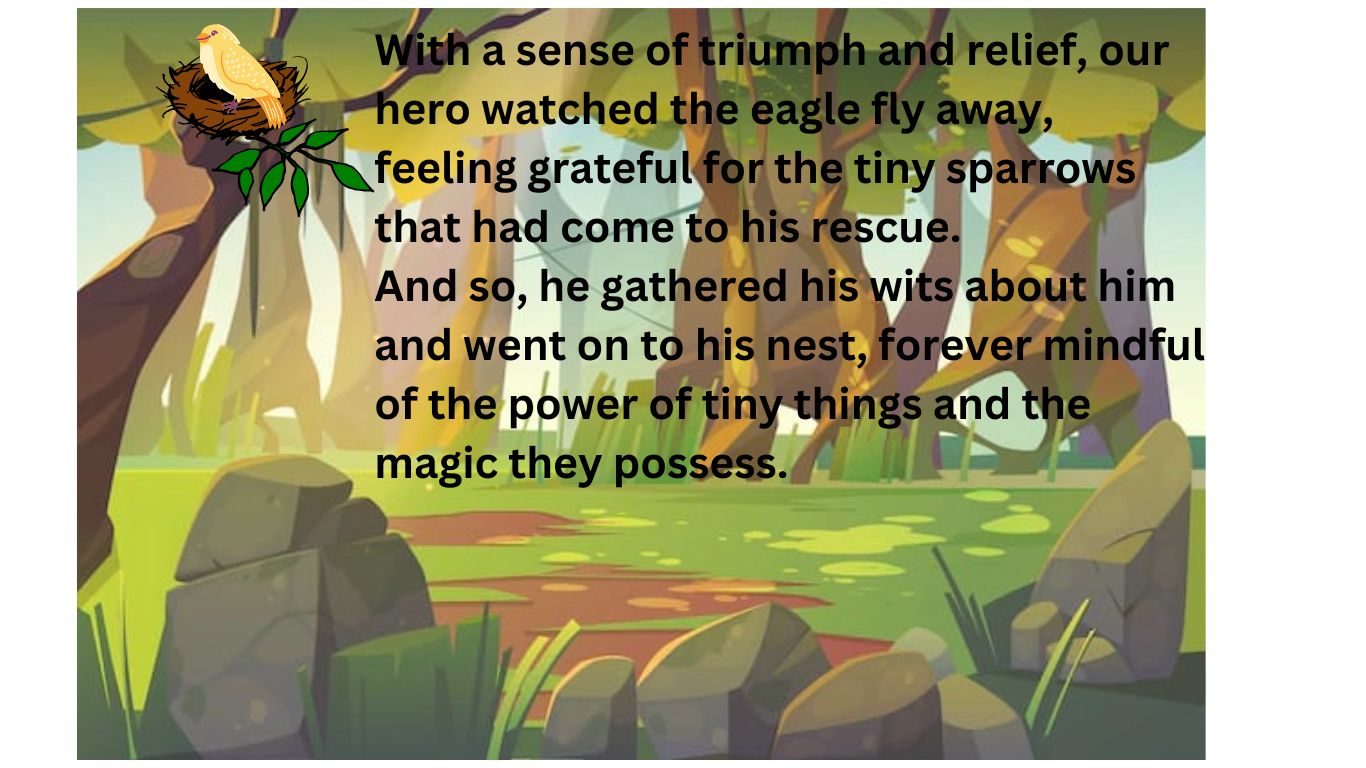 With a sense of triumph and relief, our
hero watched the eagle fly away,
feeling grateful for the tiny sparrows
that had come to his rescue.
And so, he gathered his wits about him
and went on to his nest, forever mindful
of the power of tiny things and the
magic they possess.